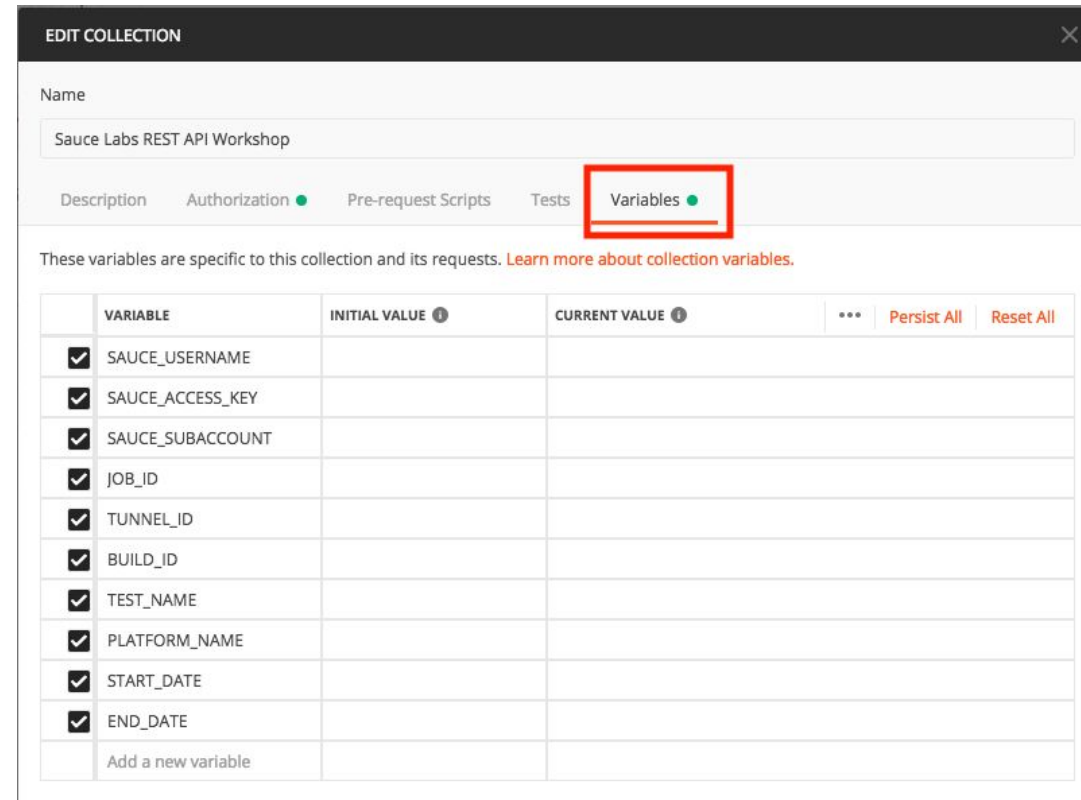 EDIT COLLECTION
Name
Sauce Labs REST API Workshop
Description Authorization Pre-request Scripts Tests Variables
These variables are specific to this collection and its requests. Learn more about collection variables.
VARIABLE INITIAL VALUE CURRENT VALUE Persist All Reset All
SAUCE_USERNAME
SAUCE_ACCESS_KEY
SAUCE_SUBACCOUNT
JOB_ID
TUNNEL_ID
BUILD_ID
TEST_NAME
PLATFORM_NAME
START_DATE
END_DATE
Add a new variable